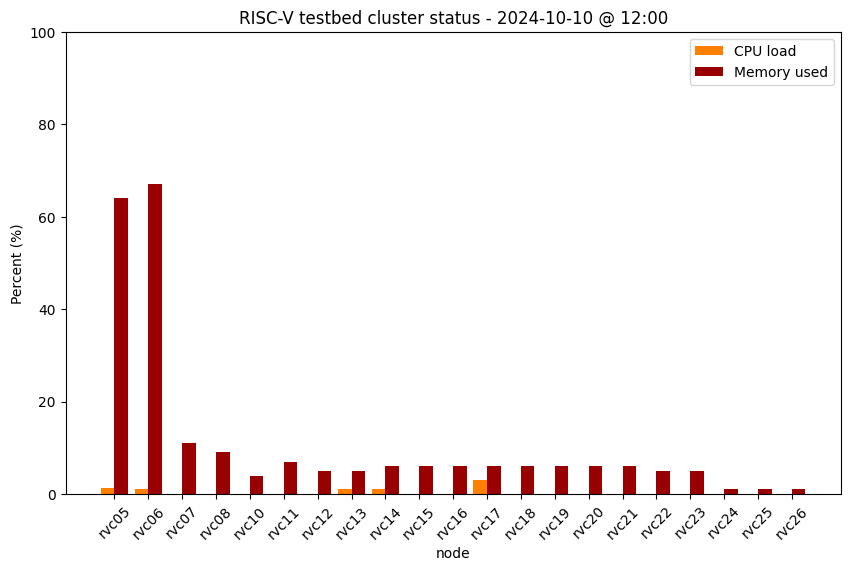 RISC-V testbed cluster status - 2024-10-10 @ 12:00
CPU load
Memory used
Percent (%)
100
80
60
40
20
0
rvc05
rvc06
rvc07
rvc08
rvc10
rvc11
rvc12
rvc13
rvc14
rvc15
rvc16
rvc17
rvc18
rvc19
rvc20
rvc21
rvc22
rvc23
rvc24
rvc25
rvc26
node